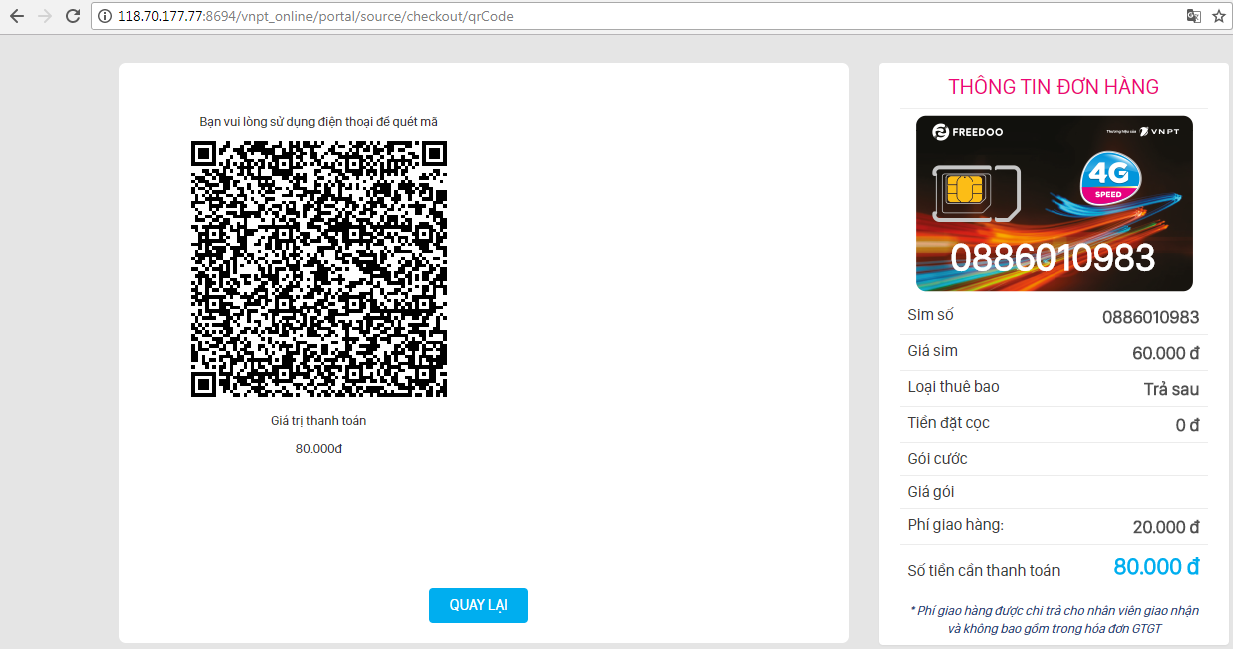 118.70.177.77:8694/vnpt_online/portal/source/checkout/qrCode
Bạn vui lòng sử dụng điện thoại để quét mã
Giá trị thanh toán
80.000đ
QUAY LẠI
THÔNG TIN ĐƠN HÀNG
FREEDOO
Thương hiệu của VNPT
4G
SPEED
0886010983
Sim số 0886010983
Giá sim 60.000 đ
Loại thuê bao Trả sau
Tiền đặt cọc 0 đ
Gói cước
Giá gói
Phí giao hàng: 20.000 đ
Số tiền cần thanh toán 80.000 đ
* Phí giao hàng được chi trả cho nhân viên giao nhận
và không bao gồm trong hóa đơn GTGT